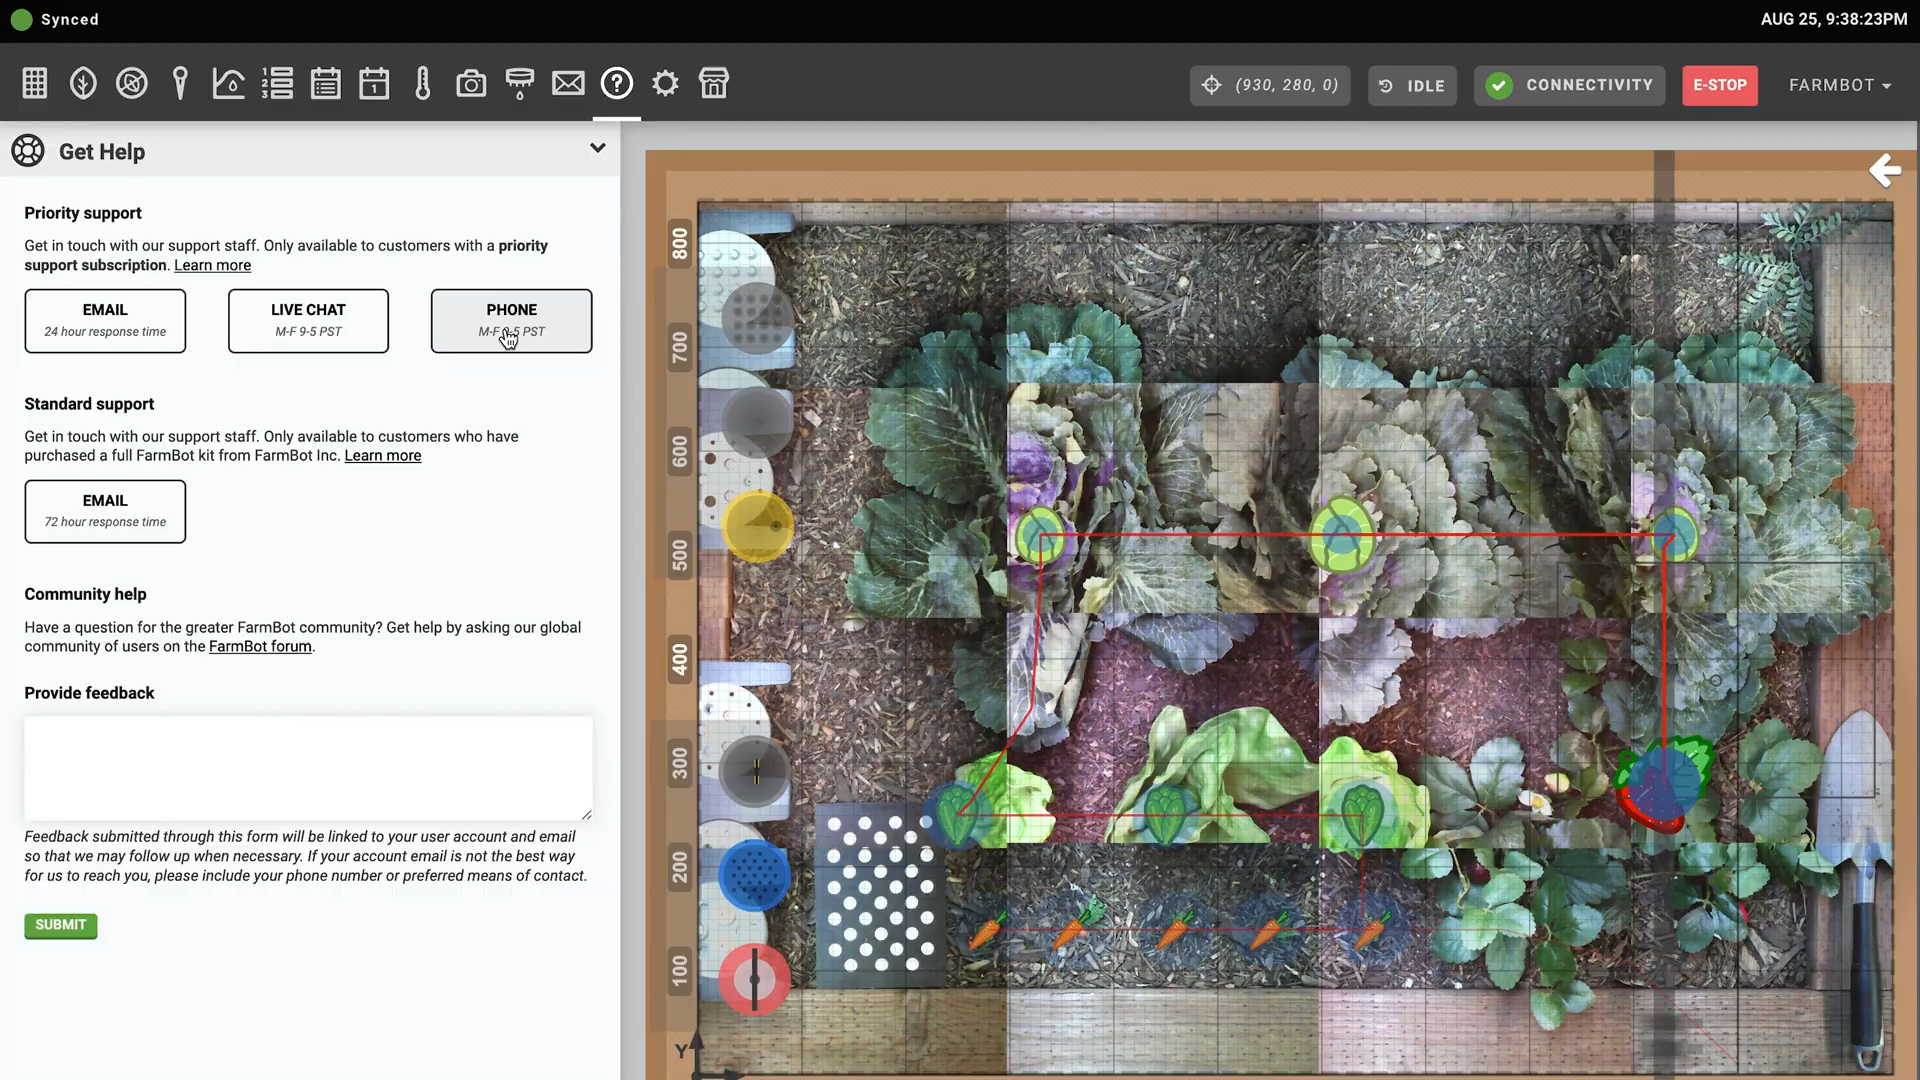 Synced
AUG 25, 9:38:23PM
1
2
3
1
?
(930, 280, 0)
IDLE
CONNECTIVITY
E-STOP
FARMBOT
Get Help
Priority support
Get in touch with our support staff. Only available to customers with a priority
support subscription. Learn more
EMAIL
24 hour response time
LIVE CHAT
M-F 9-5 PST
PHONE
M-F 9-5 PST
Standard support
Get in touch with our support staff. Only available to customers who have
purchased a full FarmBot kit from FarmBot Inc. Learn more
EMAIL
72 hour response time
Community help
Have a question for the greater FarmBot community? Get help by asking our global
community of users on the FarmBot forum.
Provide feedback
Feedback submitted through this form will be linked to your user account and email
so that we may follow up when necessary. If your account email is not the best way
for us to reach you, please include your phone number or preferred means of contact.
SUBMIT
800
700
600
500
400
300
200
100
Y